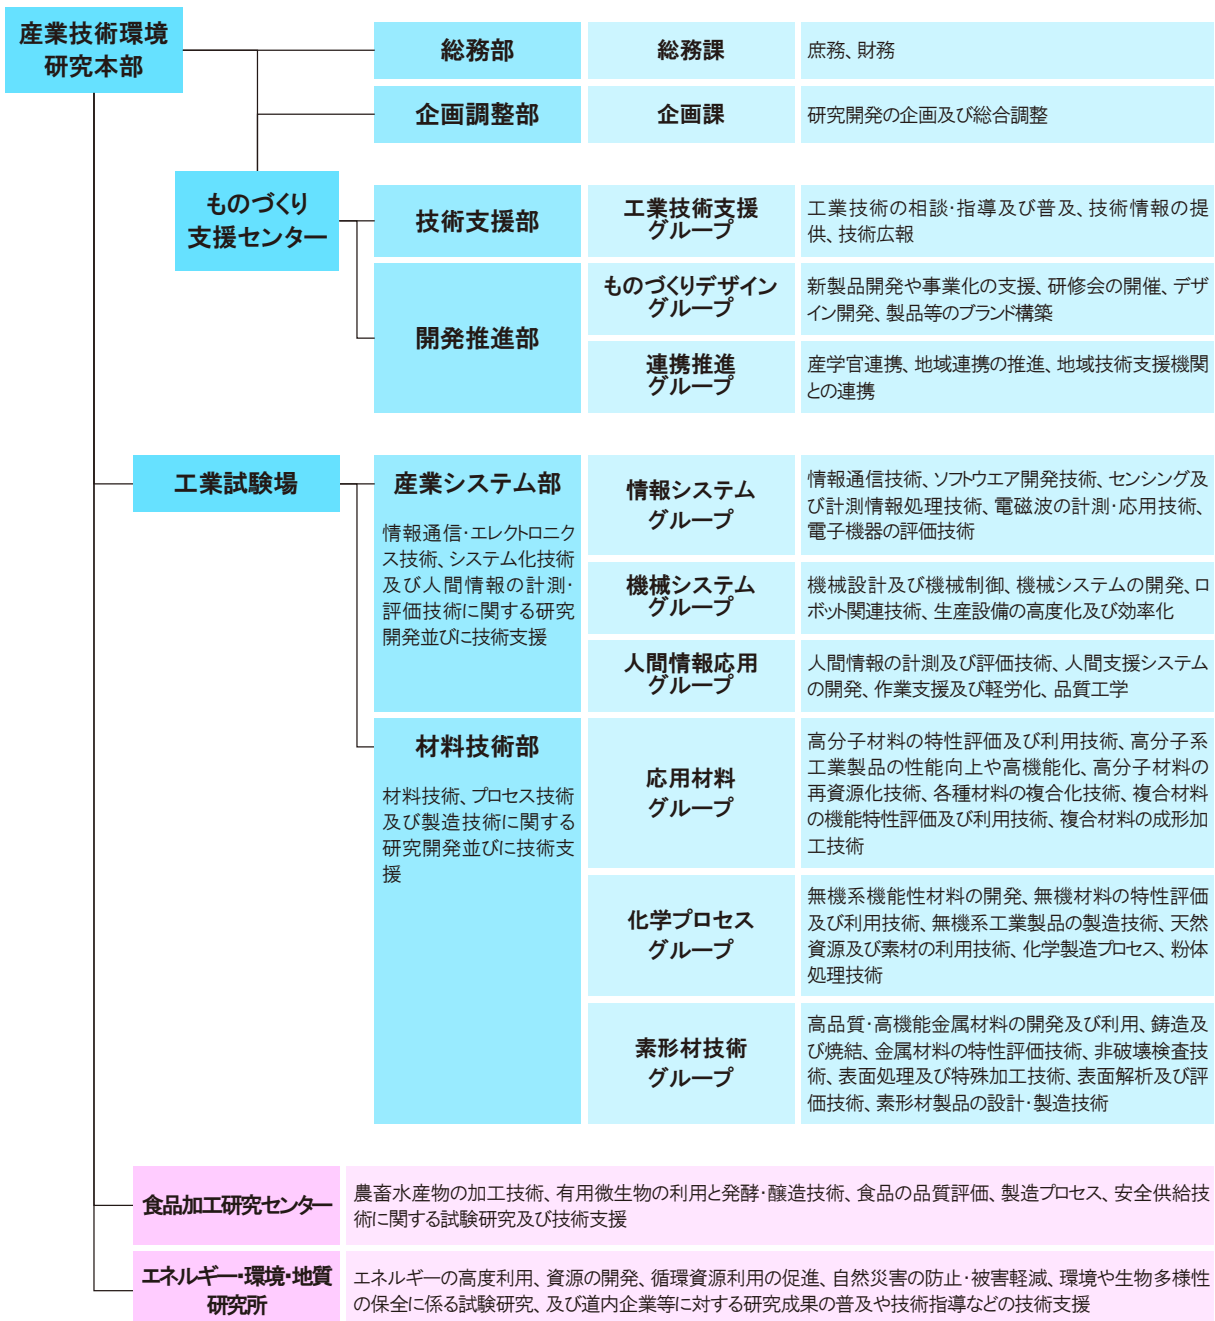 産業技術環境
研究本部
総務部
総務課
庶務、財務
企画調整部
企画課
研究開発の企画及び総合調整
ものづくり
支援センター
技術支援部
工業技術支援
グループ
工業技術の相談・指導及び普及、技術情報の提
供、技術広報
開発推進部
ものづくりデザイン
グループ
新製品開発や事業化の支援、研修会の開催、デザ
イン開発、製品等のブランド構築
連携推進
グループ
産学官連携、地域連携の推進、地域技術支援機関
との連携
工業試験場
産業システム部
情報通信・エレクトロニク
ス技術、システム化技術
及び人間情報の計測・
評価技術に関する研究
開発並びに技術支援
情報システム
グループ
情報通信技術、ソフトウエア開発技術、センシング及
び計測情報処理技術、電磁波の計測・応用技術、
電子機器の評価技術
機械システム
グループ
機械設計及び機械制御、機械システムの開発、ロ
ボット関連技術、生産設備の高度化及び効率化
人間情報応用
グループ
人間情報の計測及び評価技術、人間支援システム
の開発、作業支援及び軽労化、品質工学
材料技術部
材料技術、プロセス技術
及び製造技術に関する
研究開発並びに技術支
援
応用材料
グループ
高分子材料の特性評価及び利用技術、高分子系
工業製品の性能向上や高機能化、高分子材料の
再資源化技術、各種材料の複合化技術、複合材料
の機能特性評価及び利用技術、複合材料の成形加
工技術
化学プロセス
グループ
無機系機能性材料の開発、無機材料の特性評価
及び利用技術、無機系工業製品の製造技術、天然
資源及び素材の利用技術、化学製造プロセス、粉体
処理技術
素形材技術
グループ
高品質・高機能金属材料の開発及び利用、鋳造及
び焼結、金属材料の特性評価技術、非破壊検査技
術、表面処理及び特殊加工技術、表面解析及び評
価技術、素形材製品の設計・製造技術
食品加工研究センター
農畜水産物の加工技術、有用微生物の利用と発酵・醸造技術、食品の品質評価、製造プロセス、安全供給技
術に関する試験研究及び技術支援
エネルギー・環境・地質
研究所
エネルギーの高度利用、資源の開発、循環資源利用の促進、自然災害の防止・被害軽減、環境や生物多様性
の保全に係る試験研究、及び道内企業等に対する研究成果の普及や技術指導などの技術支援